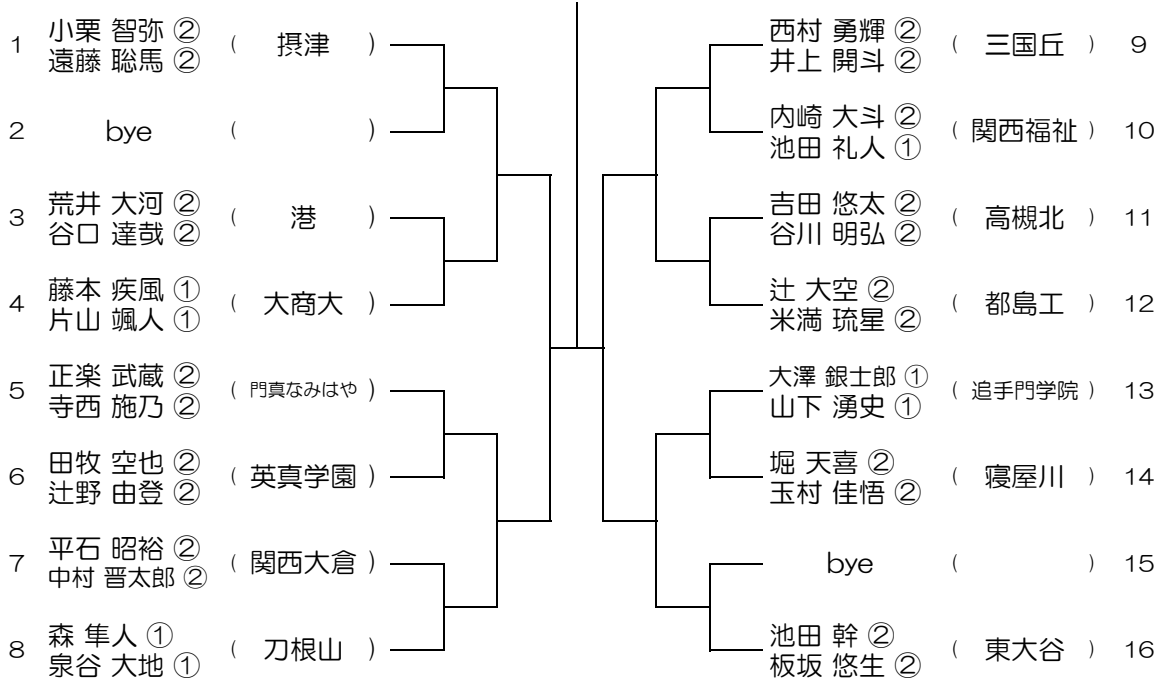 1 小栗 智弥 ② ( 摂津 )
遠藤 聡馬 ②
2 bye ( )
3 荒井 大河 ② ( 港 )
谷口 達哉 ②
4 藤本 疾風 ① ( 大商大 )
片山 颯人 ①
5 正楽 武蔵 ② ( 門真なみはや )
寺西 施乃 ②
6 田牧 空也 ② ( 英真学園 )
辻野 由登 ②
7 平石 昭裕 ② ( 関西大倉 )
中村 晋太郎 ②
8 森 隼人 ① ( 刀根山 )
泉谷 大地 ①
西村 勇輝 ② ( 三国丘 ) 9
井上 開斗 ②
内崎 大斗 ② ( 関西福祉 ) 10
池田 礼人 ①
吉田 悠太 ② ( 高槻北 ) 11
谷川 明弘 ②
辻 大空 ② ( 都島工 ) 12
米満 琉星 ②
大澤 銀士郎 ① ( 追手門学院 ) 13
山下 湧史 ①
堀 天喜 ② ( 寝屋川 ) 14
玉村 佳悟 ②
bye ( ) 15
池田 幹 ② ( 東大谷 ) 16
板坂 悠生 ②